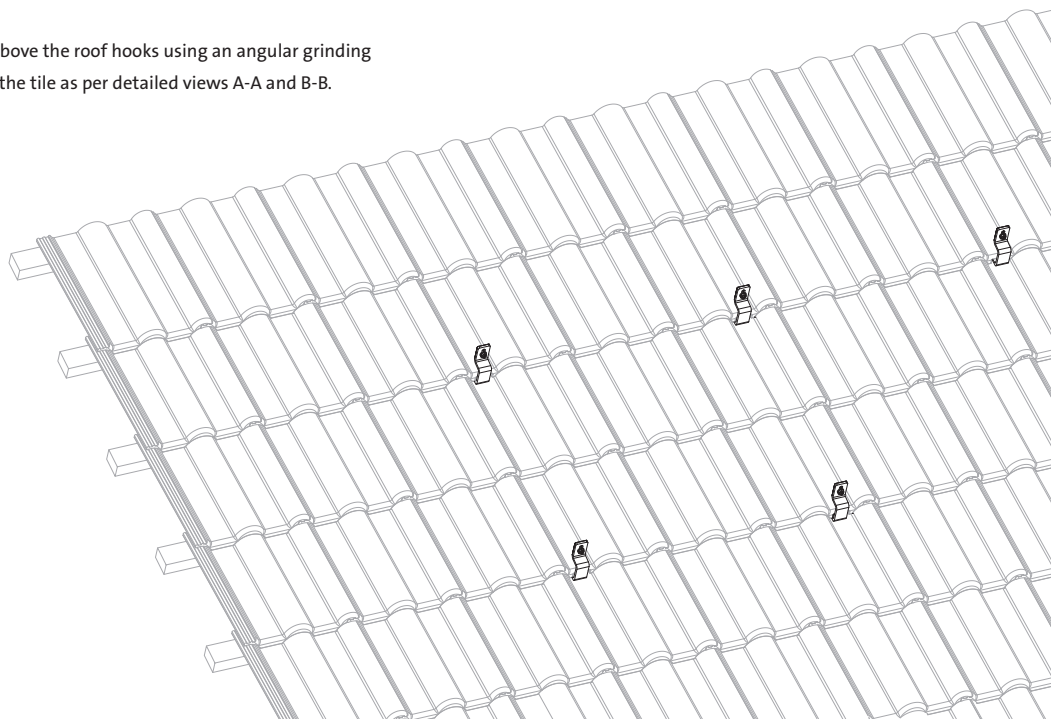 bove the roof hooks using an angular grinding
the tile as per detailed views A-A and B-B.